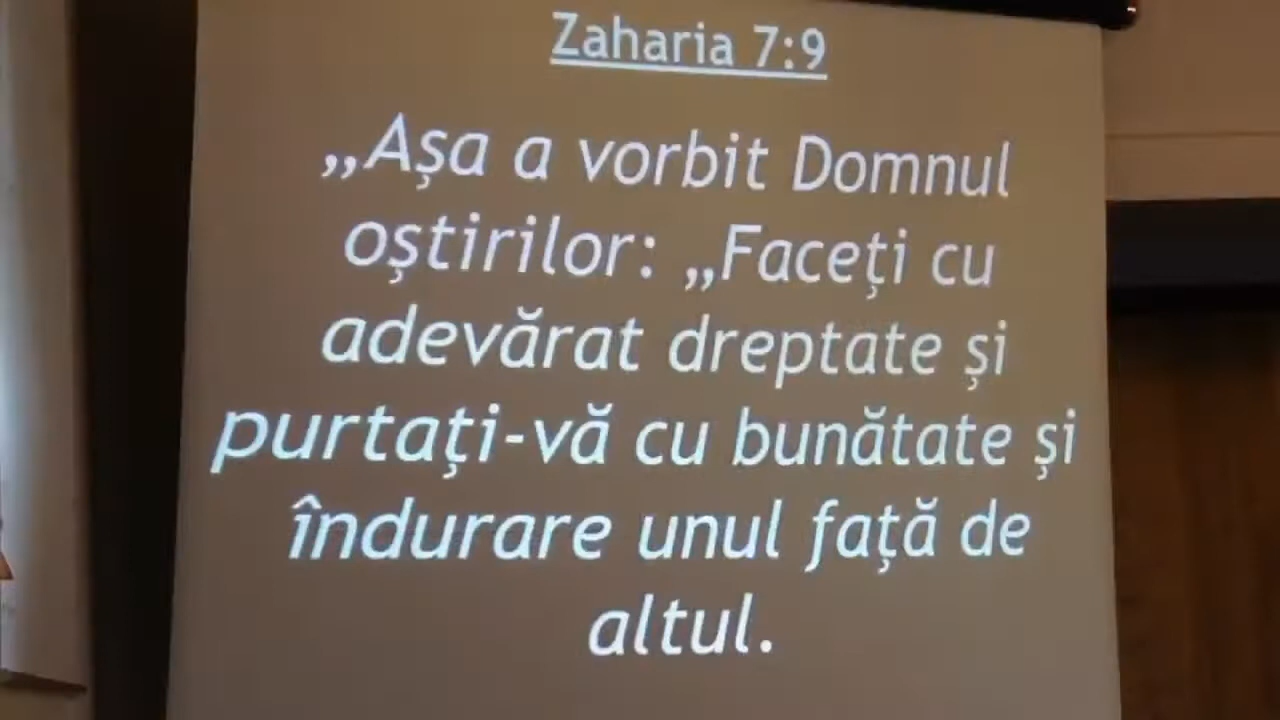 Zaharia 7:9
„Așa a vorbit Domnul
oștirilor: „Faceți cu
adevărat dreptate și
purtați-vă cu bunătate și
îndurare unul față de
altul.